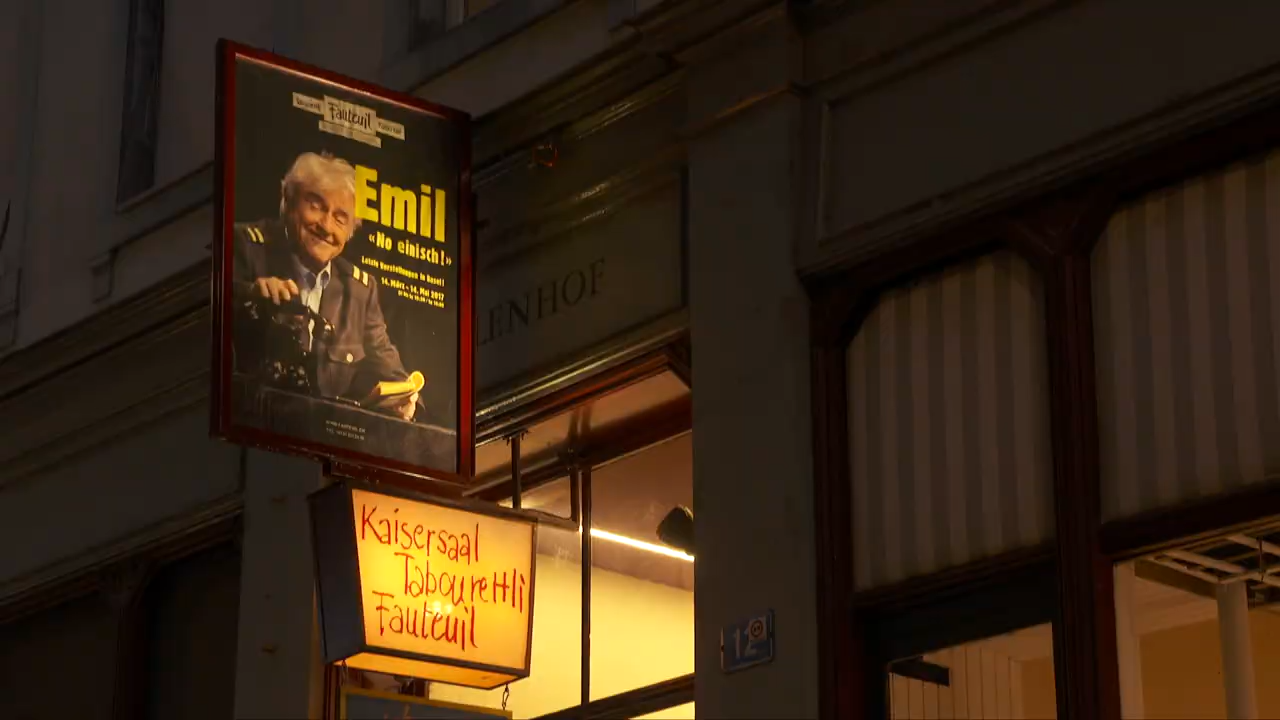 Fauteuil
Emil
«No einisch!»
Letzte Vorstellungen in Basel!
14. März - 14. Mai 2017
LENHOF
Kaisersaal
Tabourettli
Fauteuil
12